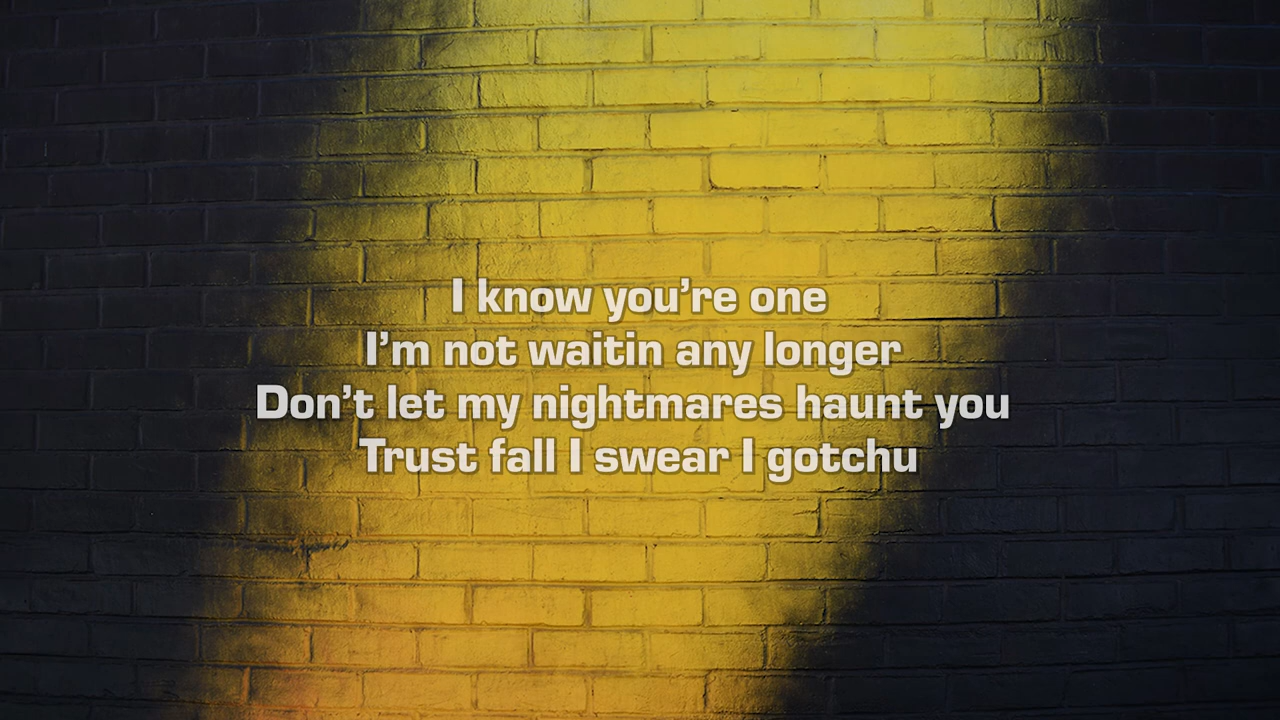 I know you're one
I'm not waitin any longer
Don't let my nightmares haunt you
Trust fall I swear I gotchu